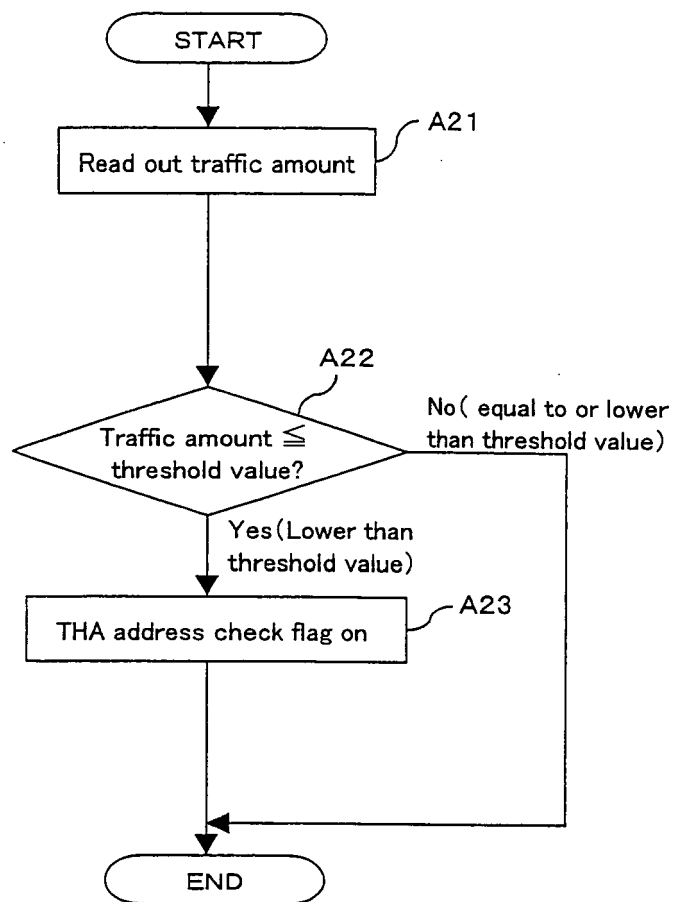 START
A21
Read out traffic amount
A22
Traffic amount ≦
threshold value?
No( equal to or lower
than threshold value)
Yes(Lower than
threshold value)
A23
THA address check flag on
END